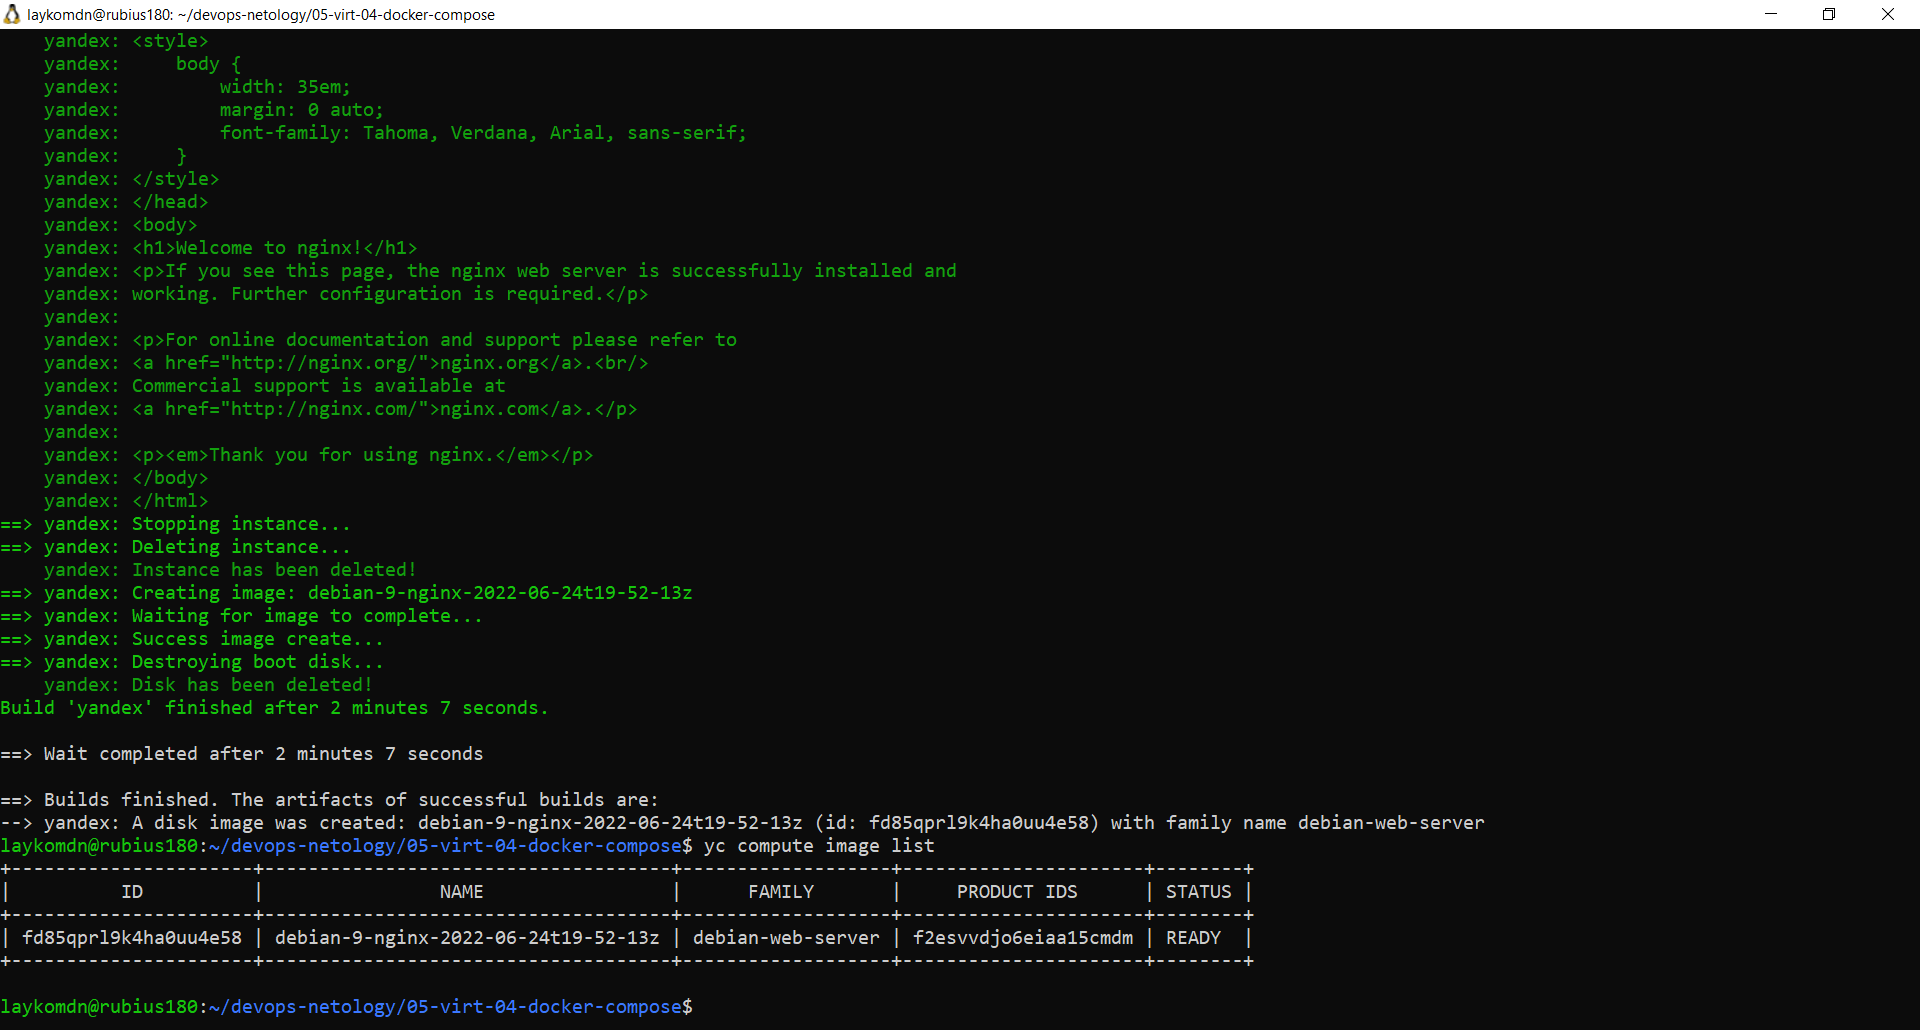 laykomdn@rubius180: ~/devops-netology/05-virt-04-docker-compose
    yandex: <style>
    yandex:     body {
    yandex:         width: 35em;
    yandex:         margin: 0 auto;
    yandex:         font-family: Tahoma, Verdana, Arial, sans-serif;
    yandex:     }
    yandex: </style>
    yandex: </head>
    yandex: <body>
    yandex: <h1>Welcome to nginx!</h1>
    yandex: <p>If you see this page, the nginx web server is successfully installed and
    yandex: working. Further configuration is required.</p>
    yandex:
    yandex: <p>For online documentation and support please refer to
    yandex: <a href="http://nginx.org/">nginx.org</a>.<br/>
    yandex: Commercial support is available at
    yandex: <a href="http://nginx.com/">nginx.com</a>.</p>
    yandex:
    yandex: <p><em>Thank you for using nginx.</em></p>
    yandex: </body>
    yandex: </html>
==> yandex: Stopping instance...
==> yandex: Deleting instance...
    yandex: Instance has been deleted!
==> yandex: Creating image: debian-9-nginx-2022-06-24t19-52-13z
==> yandex: Waiting for image to complete...
==> yandex: Success image create...
==> yandex: Destroying boot disk...
    yandex: Disk has been deleted!
Build 'yandex' finished after 2 minutes 7 seconds.

==> Wait completed after 2 minutes 7 seconds

==> Builds finished. The artifacts of successful builds are:
--> yandex: A disk image was created: debian-9-nginx-2022-06-24t19-52-13z (id: fd85qprl9k4ha0uu4e58) with family name debian-web-server
laykomdn@rubius180:~/devops-netology/05-virt-04-docker-compose$ yc compute image list
+----------------------+-------------------------------------+-------------------+----------------------+--------+
|          ID          |                NAME                 |      FAMILY       |     PRODUCT IDS      | STATUS |
+----------------------+-------------------------------------+-------------------+----------------------+--------+
| fd85qprl9k4ha0uu4e58 | debian-9-nginx-2022-06-24t19-52-13z | debian-web-server | f2esvvdjo6eiaa15cmdm | READY  |
+----------------------+-------------------------------------+-------------------+----------------------+--------+

laykomdn@rubius180:~/devops-netology/05-virt-04-docker-compose$